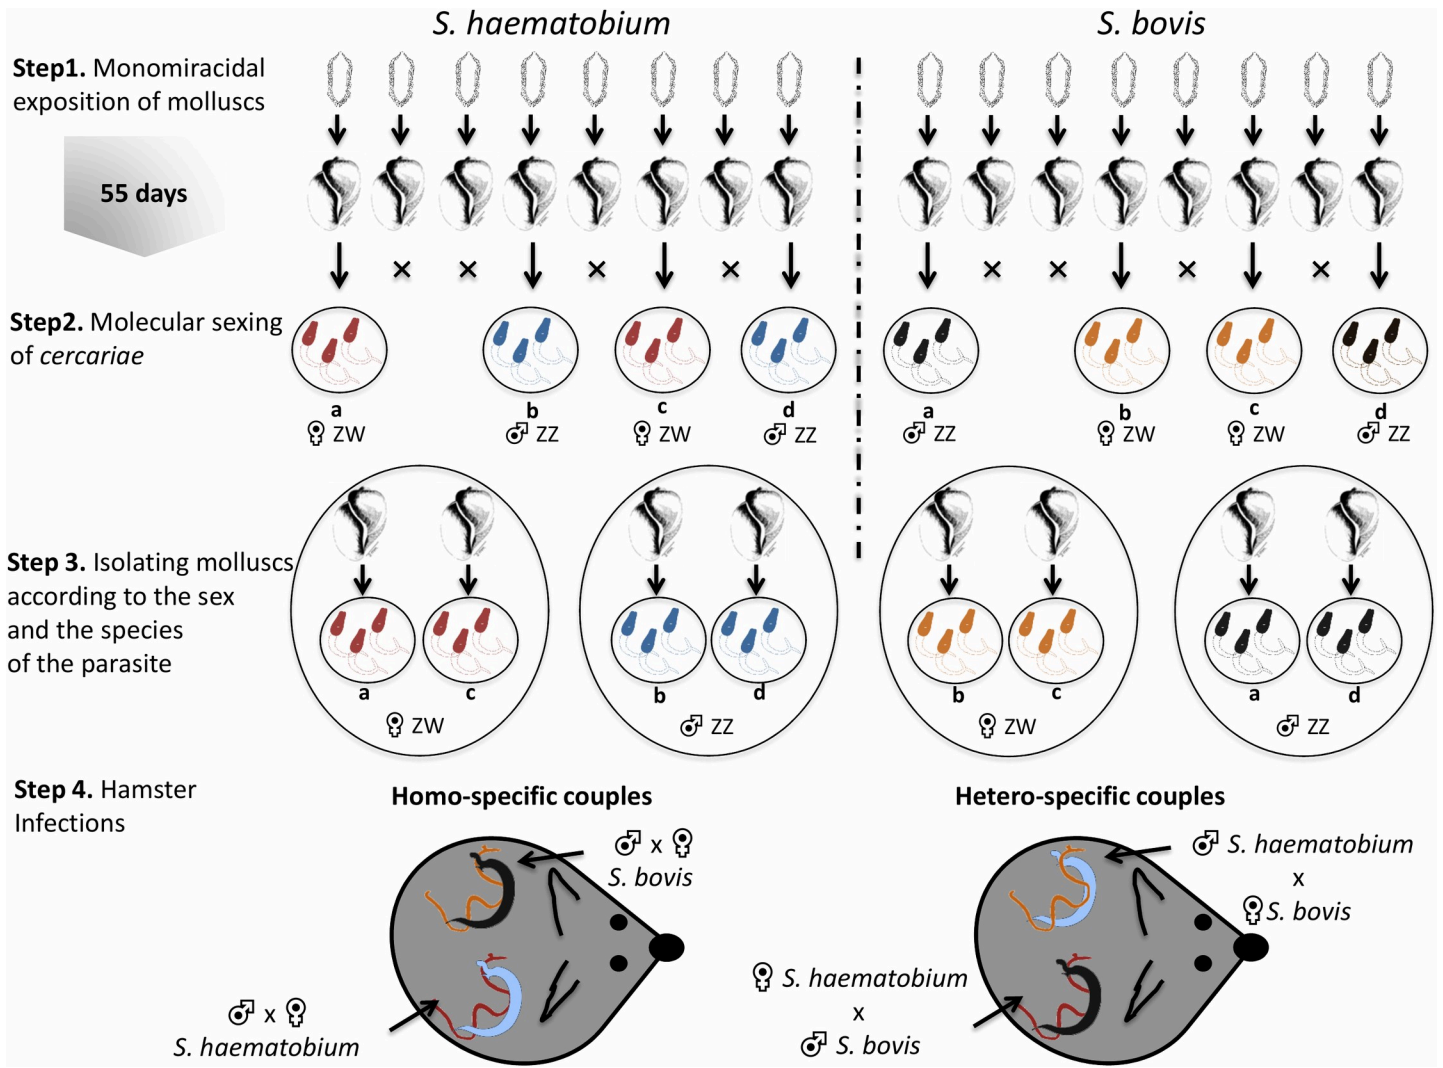 S. haematobium
S. bovis
Step1. Monomiracidal
exposition of molluscs
55 days
Step2. Molecular sexing
of cercariae
a
b
c
d
a
b
c
d
♀ ZW
♂ ZZ
♀ ZW
♂ ZZ
♂ ZZ
♀ ZW
♀ ZW
♂ ZZ
Step 3. Isolating molluscs
according to the sex
and the species
of the parasite
a
c
b
d
b
c
a
d
♀ ZW
♂ ZZ
♀ ZW
♂ ZZ
Step 4. Hamster
Infections
Homo-specific couples
♂ x ♀
S. bovis
♂ x ♀
S. haematobium
Hetero-specific couples
♂ S. haematobium
x
♀ S. bovis
♀ S. haematobium
x
♂ S. bovis